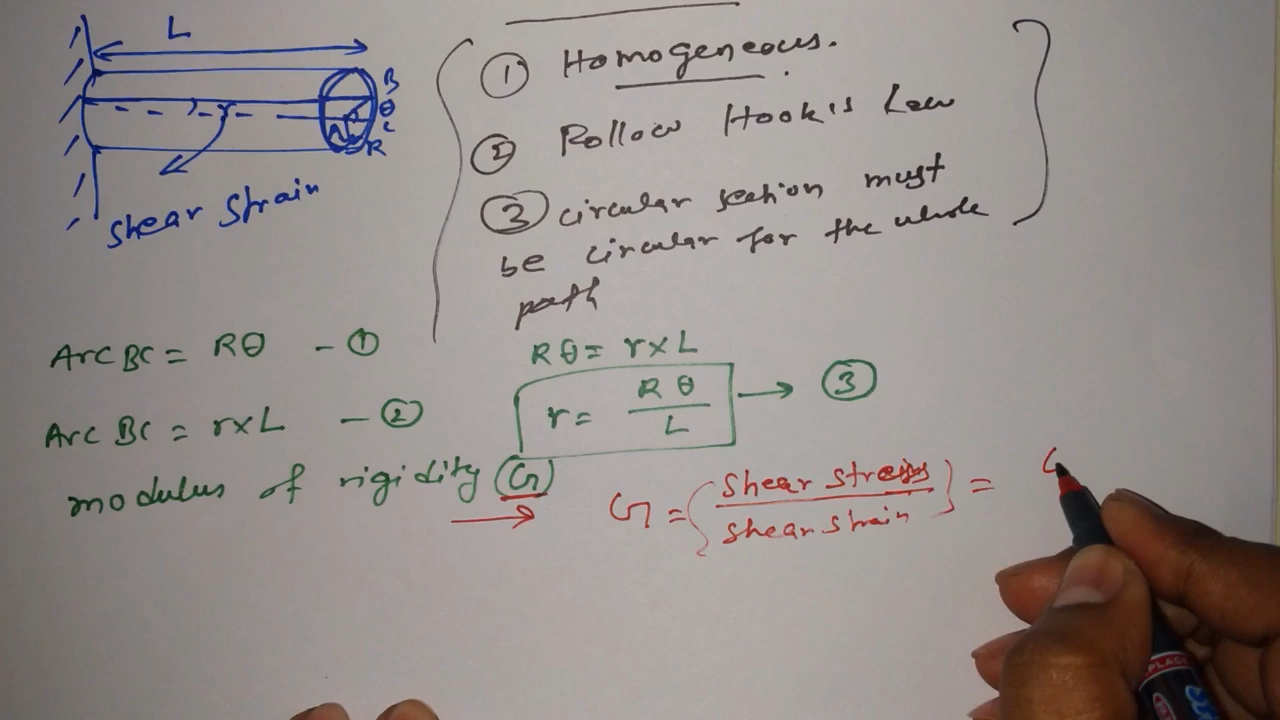 L
B
θ
C
R
Shear Strain
① Homogeneous.
② Follow Hook's Law
③ circular section must
be circular for the whole
path
Arc BC = Rθ - ①
Arc BC = r×L - ②
Rθ = r×L
r = Rθ / L → ③
modulus of rigidity (G)
→ G = (Shear stress / Shear strain) =
PLAG